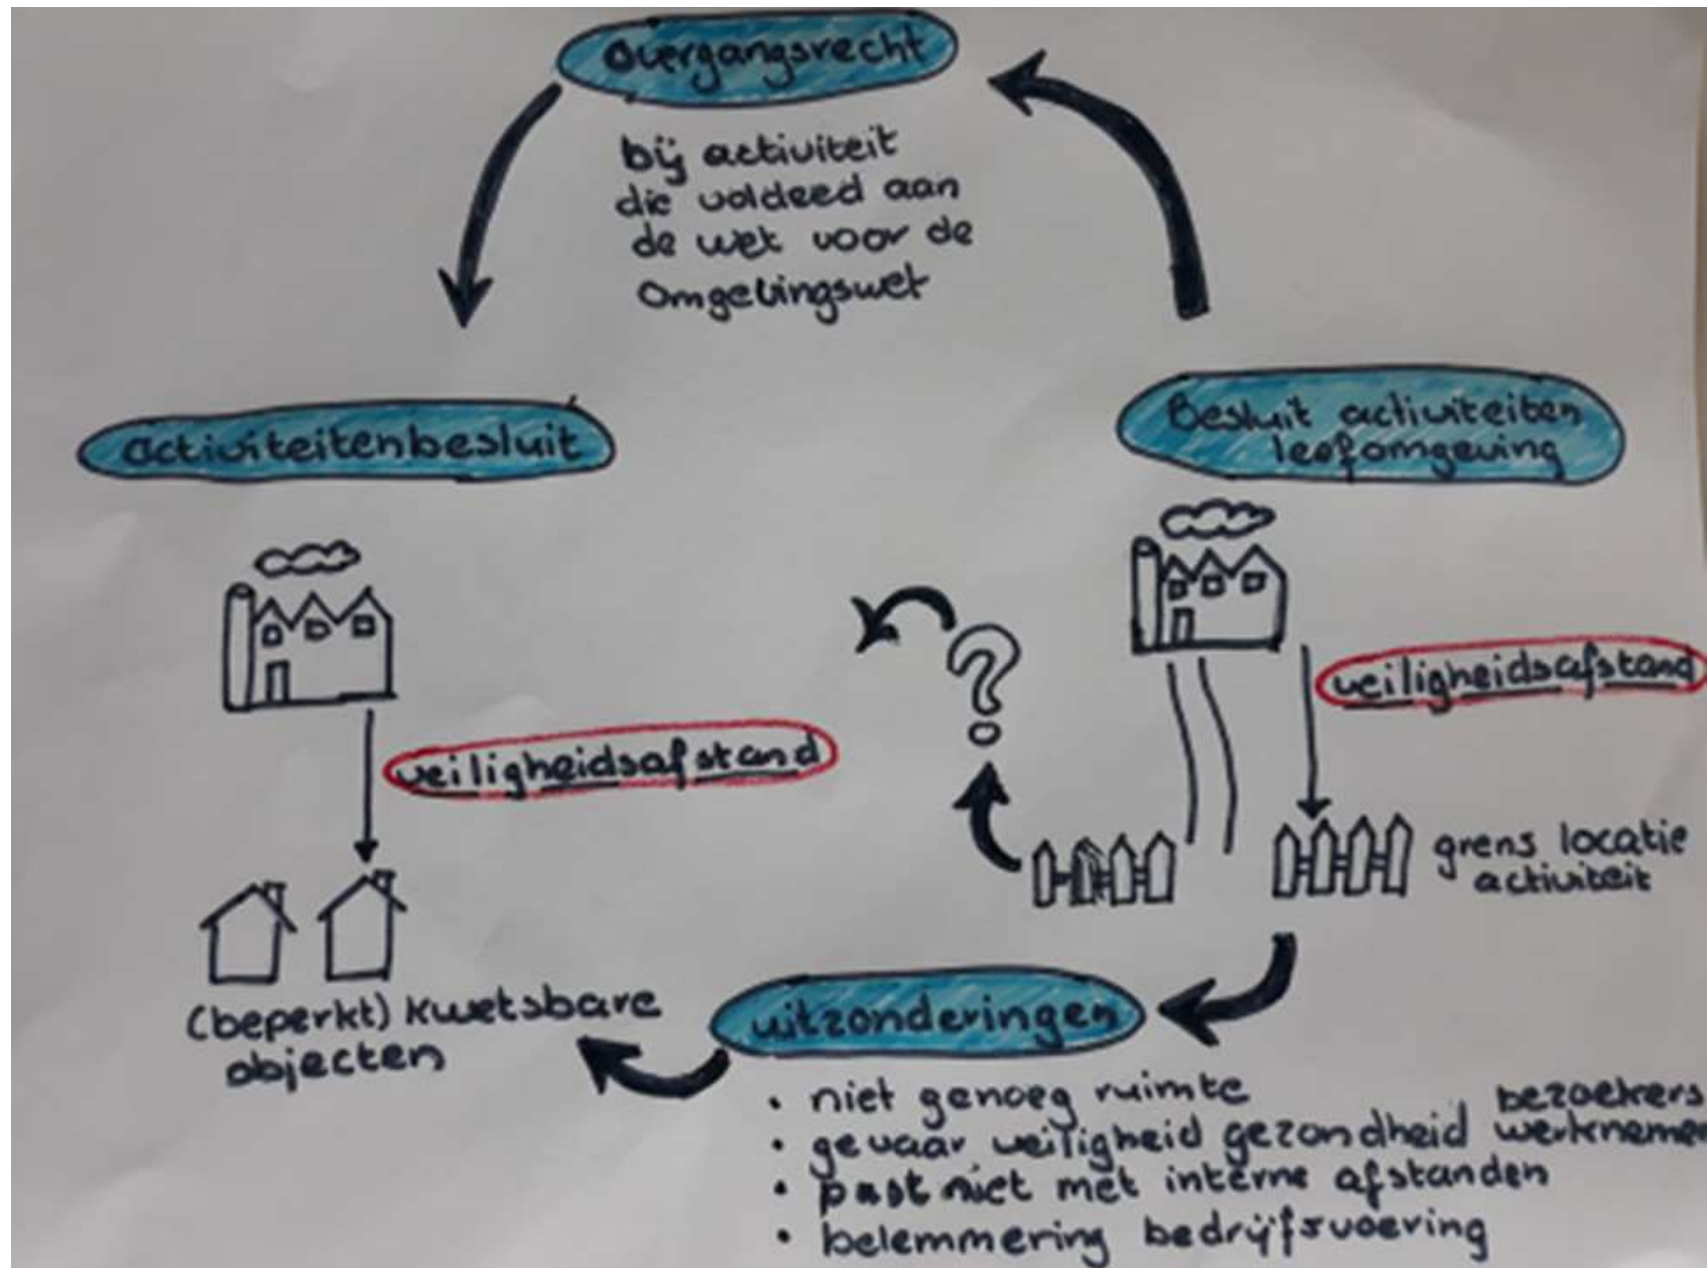 overgangsrecht
bij activiteit
die voldeed aan
de wet voor de
Omgevingswet
activiteitenbesluit
Besluit activiteiten
leefomgeving
veiligheidsafstand
veiligheidsafstand
?
grens locatie
activiteit
(beperkt) kwetsbare
objecten
uitzonderingen
• niet genoeg ruimte
bezoekers
• gevaar veiligheid gezondheid werkneme
• past niet met interne afstanden
• belemmering bedrijfsvoering